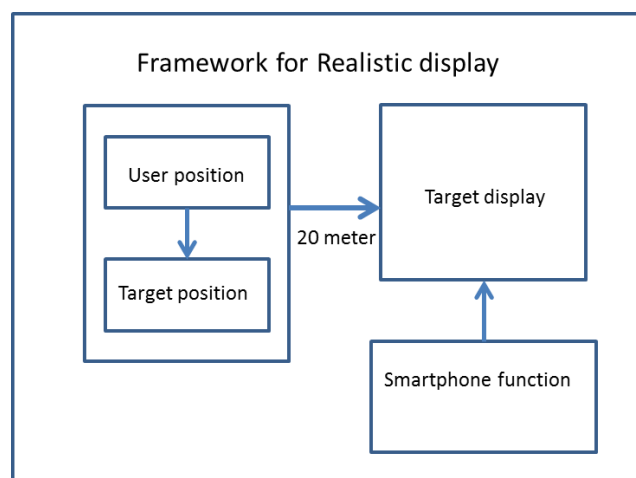 Framework for Realistic display
User position
Target position
20 meter
Target display
Smartphone function